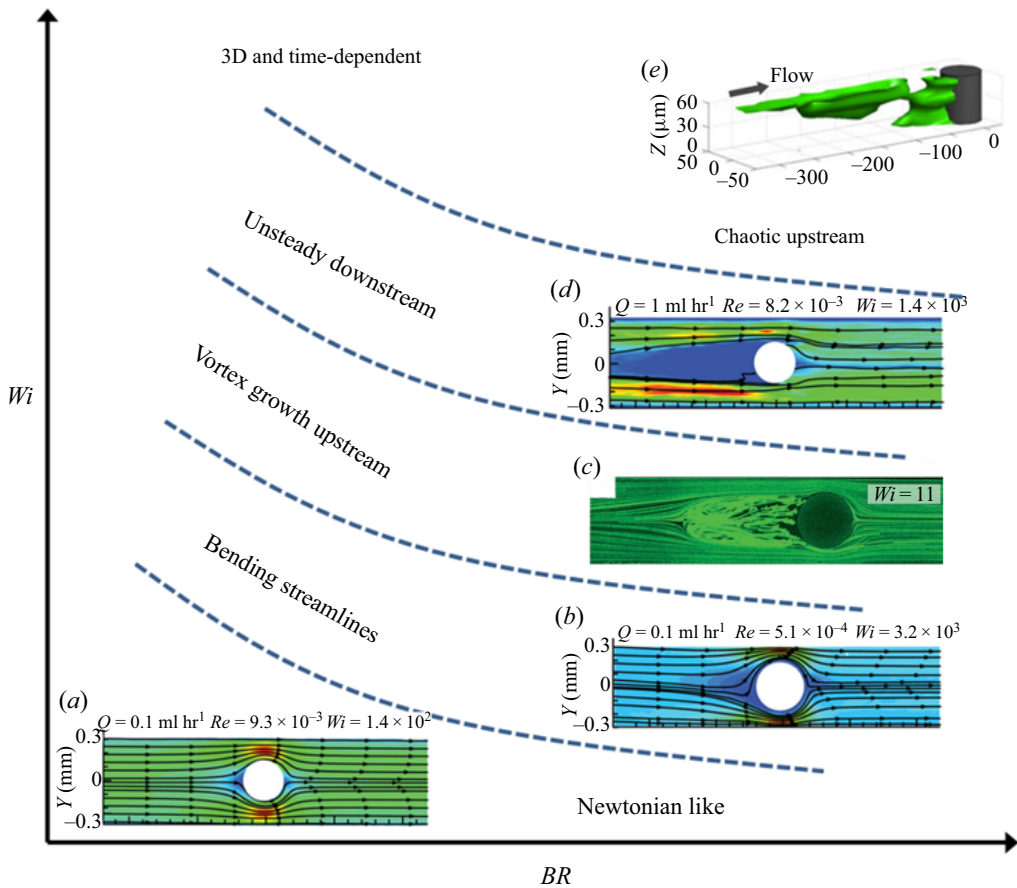 3D and time-dependent
(e)
Flow
Z (μm)
60
30
0
50
0
−50
−300
−200
−100
0
Unsteady downstream
Chaotic upstream
(d)
Q = 1 ml hr¹ Re = 8.2 × 10⁻³ Wi = 1.4 × 10³
Y (mm)
0.3
0
−0.3
Vortex growth upstream
Wi
(c)
Wi = 11
Bending streamlines
(b)
Q = 0.1 ml hr¹ Re = 5.1 × 10⁻⁴ Wi = 3.2 × 10³
Y (mm)
0.3
0
−0.3
(a)
Q = 0.1 ml hr¹ Re = 9.3 × 10⁻³ Wi = 1.4 × 10²
Y (mm)
0.3
0
−0.3
Newtonian like
BR